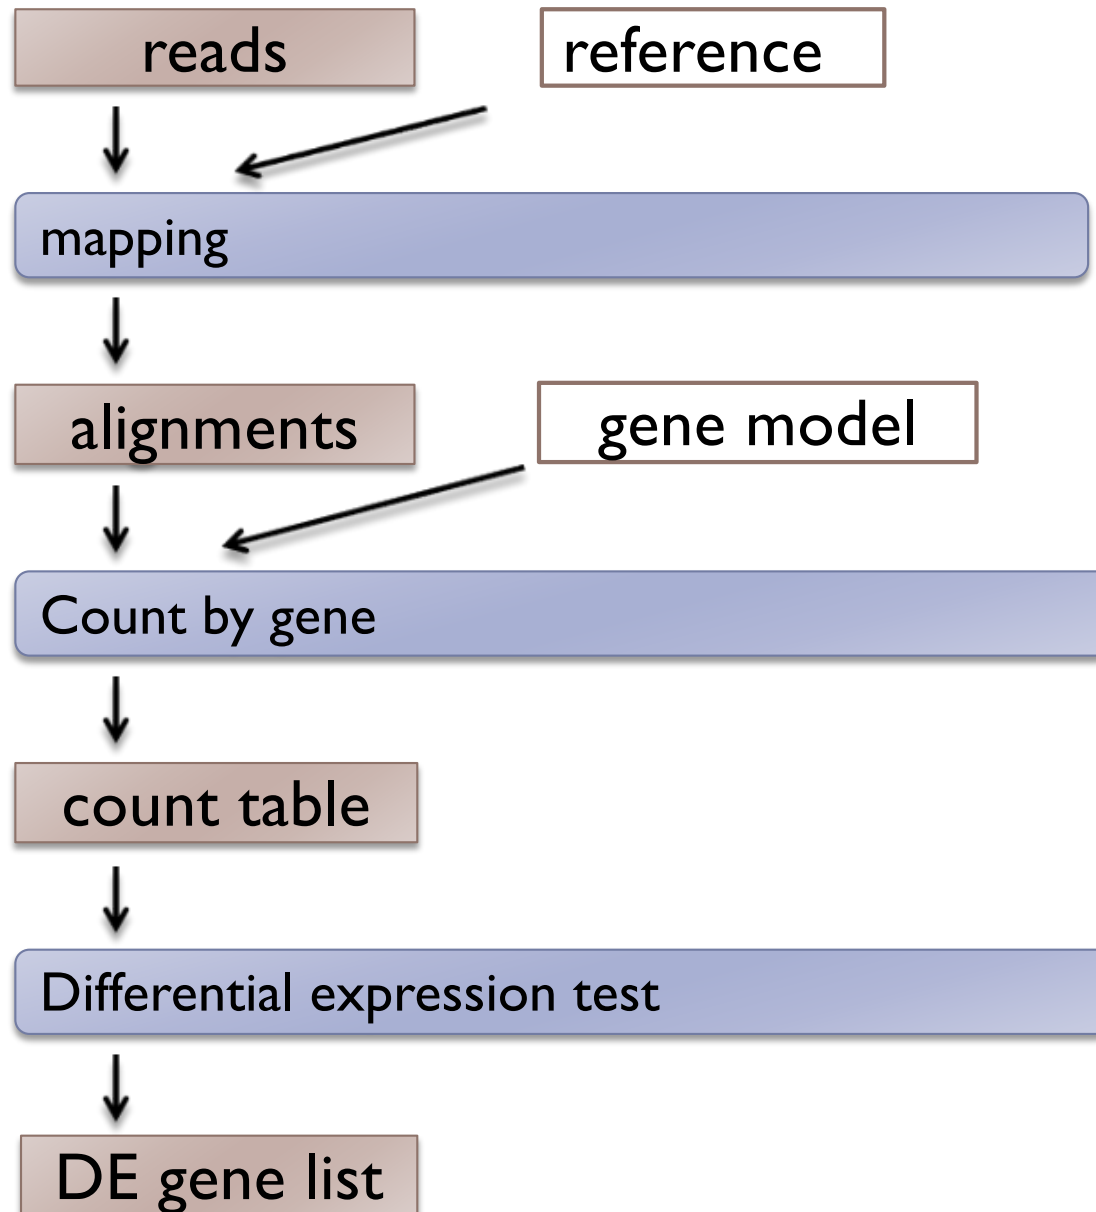 reads
reference
mapping
alignments
gene model
Count by gene
count table
Differential expression test
DE gene list